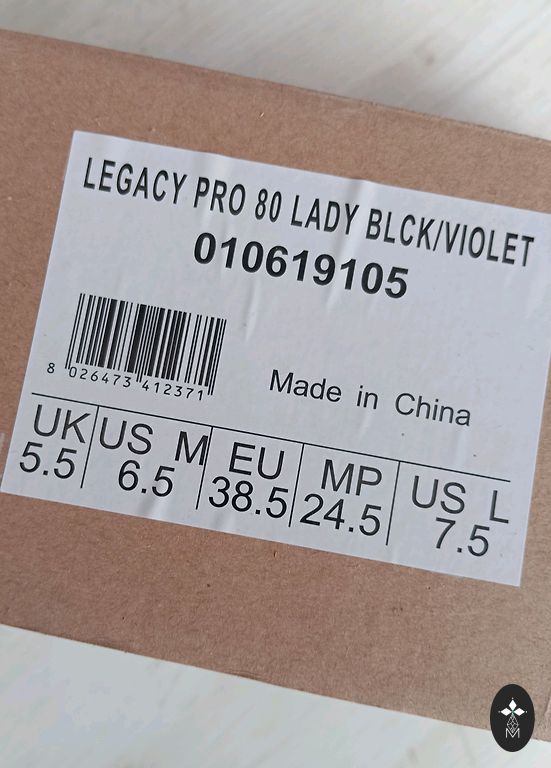 LEGACY PRO 80 LADY BLCK/VIOLET
010619105
8 026473 412371
Made in China
UK US M EU MP US L
5.5 6.5 38.5 24.5 7.5
M